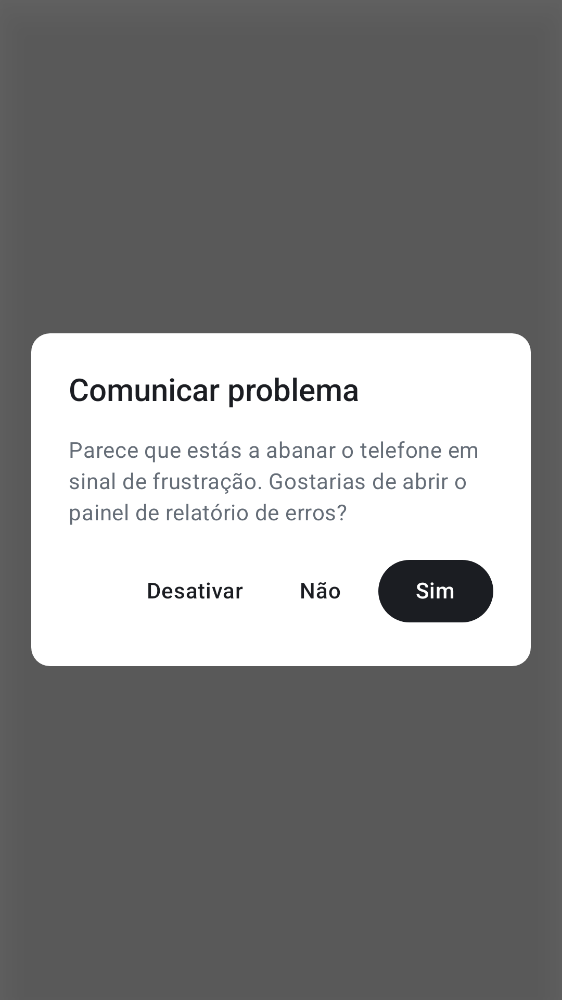 Comunicar problema
Parece que estás a abanar o telefone em
sinal de frustração. Gostarias de abrir o
painel de relatório de erros?
Desativar Não Sim